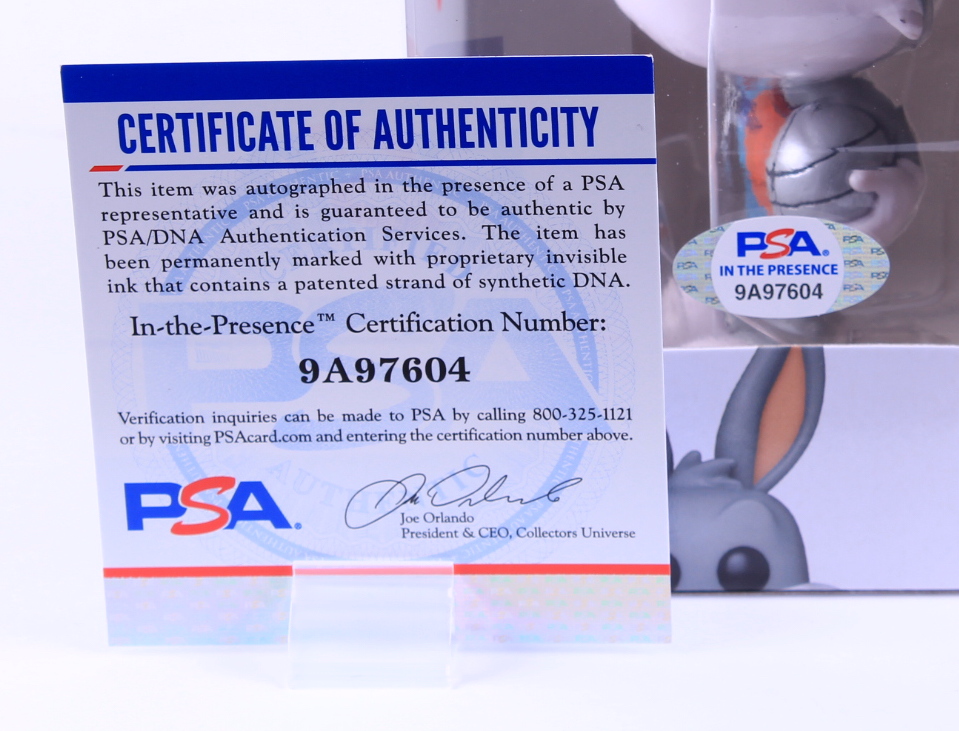 CERTIFICATE OF AUTHENTICITY
This item was autographed in the presence of a PSA
representative and is guaranteed to be authentic by
PSA/DNA Authentication Services. The item has
been permanently marked with proprietary invisible
ink that contains a patented strand of synthetic DNA.
In-the-Presence™ Certification Number:
9A97604
Verification inquiries can be made to PSA by calling 800-325-1121
or by visiting PSAcard.com and entering the certification number above.
PSA.
Joe Orlando
President & CEO, Collectors Universe
PSA.
IN THE PRESENCE
9A97604